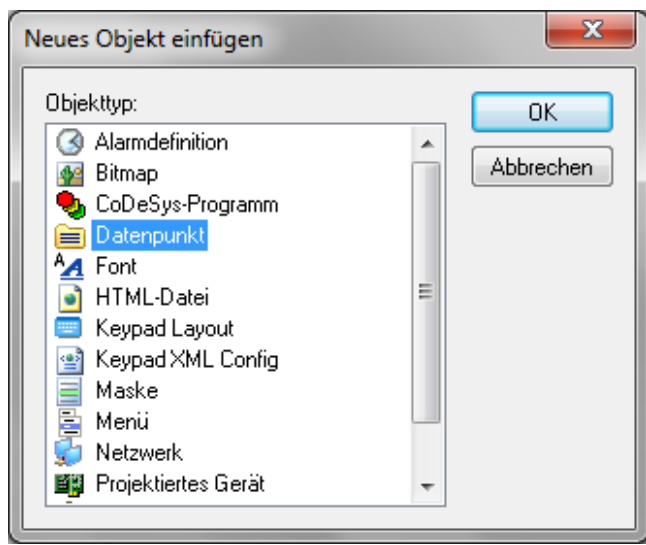 Neues Objekt einfügen
Objekttyp:
Alarmdefinition
Bitmap
CoDeSys-Programm
Datenpunkt
Font
HTML-Datei
Keypad Layout
Keypad XML Config
Maske
Menü
Netzwerk
Projektiertes Gerät
OK
Abbrechen